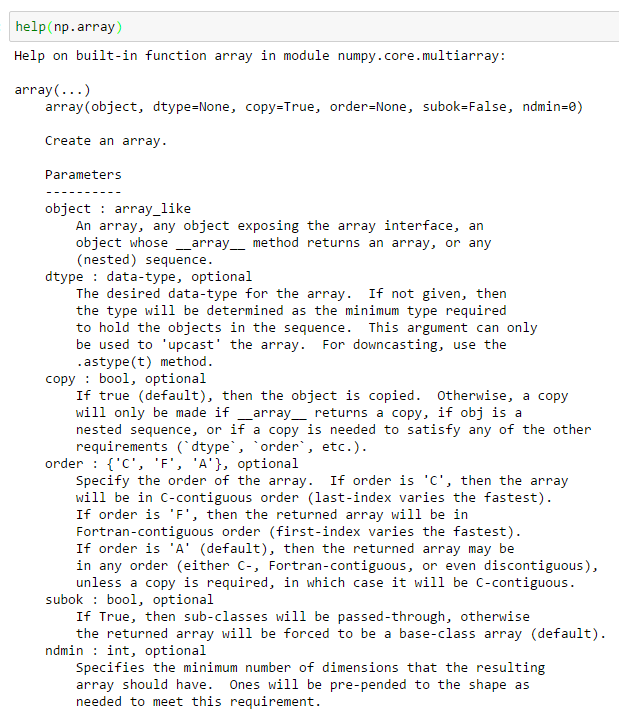 help(np.array)
Help on built-in function array in module numpy.core.multiarray:
array(...)
    array(object, dtype=None, copy=True, order=None, subok=False, ndmin=0)
    Create an array.
    Parameters
    ----------
    object : array_like
        An array, any object exposing the array interface, an
        object whose __array__ method returns an array, or any
        (nested) sequence.
    dtype : data-type, optional
        The desired data-type for the array.  If not given, then
        the type will be determined as the minimum type required
        to hold the objects in the sequence.  This argument can only
        be used to 'upcast' the array.  For downcasting, use the
        .astype(t) method.
    copy : bool, optional
        If true (default), then the object is copied.  Otherwise, a copy
        will only be made if __array__ returns a copy, if obj is a
        nested sequence, or if a copy is needed to satisfy any of the other
        requirements (`dtype`, `order`, etc.).
    order : {'C', 'F', 'A'}, optional
        Specify the order of the array.  If order is 'C', then the array
        will be in C-contiguous order (last-index varies the fastest).
        If order is 'F', then the returned array will be in
        Fortran-contiguous order (first-index varies the fastest).
        If order is 'A' (default), then the returned array may be
        in any order (either C-, Fortran-contiguous, or even discontiguous),
        unless a copy is required, in which case it will be C-contiguous.
    subok : bool, optional
        If True, then sub-classes will be passed-through, otherwise
        the returned array will be forced to be a base-class array (default).
    ndmin : int, optional
        Specifies the minimum number of dimensions that the resulting
        array should have.  Ones will be pre-pended to the shape as
        needed to meet this requirement.